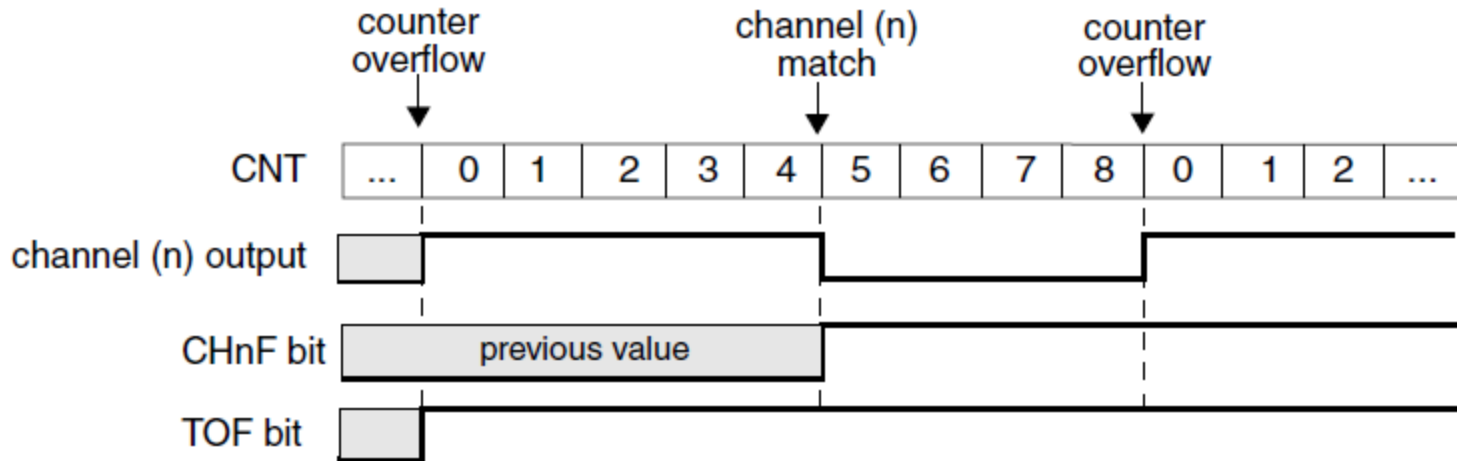 counter
overflow
channel (n)
match
counter
overflow
CNT ... 0 1 2 3 4 5 6 7 8 0 1 2 ...
channel (n) output
CHnF bit previous value
TOF bit